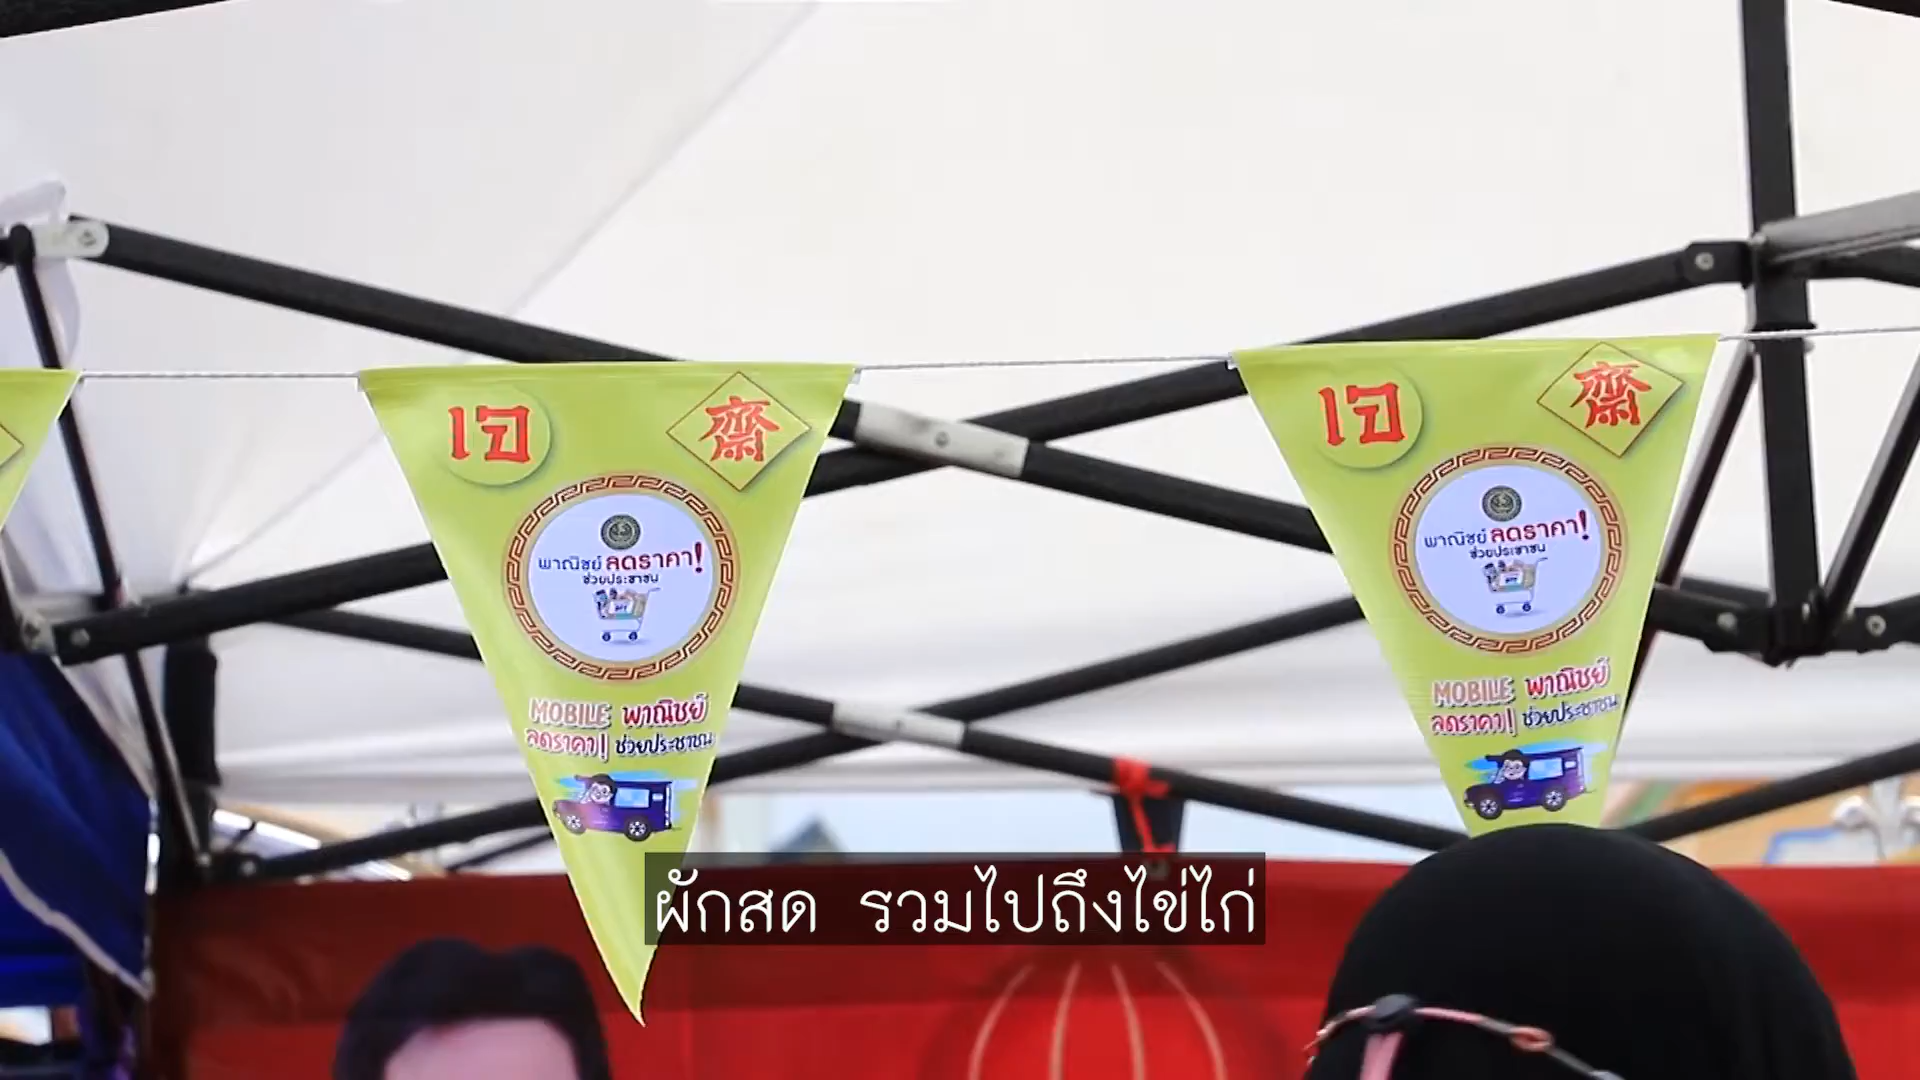 เจ 齋
พาณิชย์ลดราคา!
ช่วยประชาชน
MOBILE พาณิชย์
ลดราคา! ช่วยประชาชน
เจ 齋
พาณิชย์ลดราคา!
ช่วยประชาชน
MOBILE พาณิชย์
ลดราคา! ช่วยประชาชน
ผักสด รวมไปถึงไข่ไก่